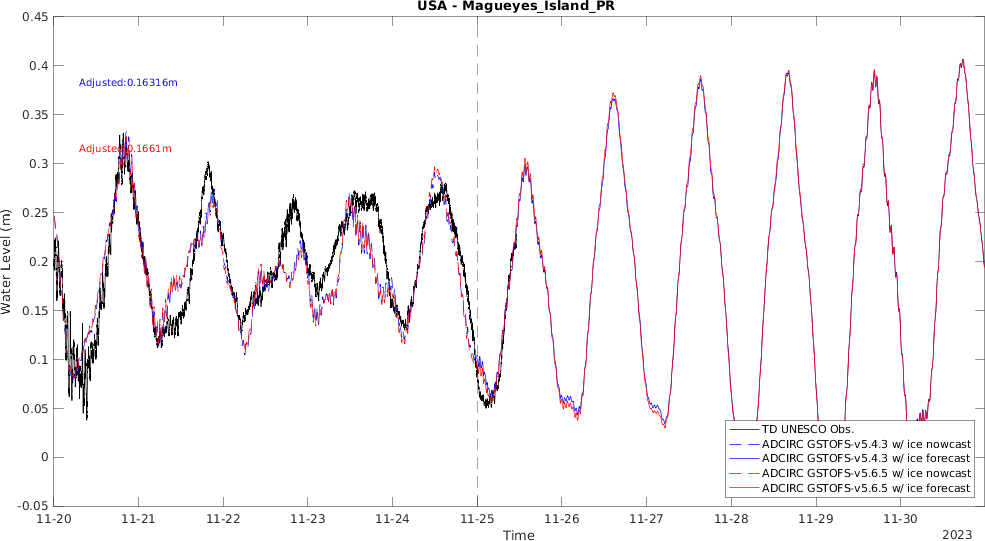 USA - Magueyes_Island_PR
0.45
0.4
0.35
0.3
0.25
0.2
0.15
0.1
0.05
0
-0.05
Water Level (m)
Adjusted:0.16316m
Adjusted:0.1661m
TD UNESCO Obs.
ADCIRC GSTOFS-v5.4.3 w/ ice nowcast
ADCIRC GSTOFS-v5.4.3 w/ ice forecast
ADCIRC GSTOFS-v5.6.5 w/ ice nowcast
ADCIRC GSTOFS-v5.6.5 w/ ice forecast
11-20 11-21 11-22 11-23 11-24 11-25 11-26 11-27 11-28 11-29 11-30
Time
2023